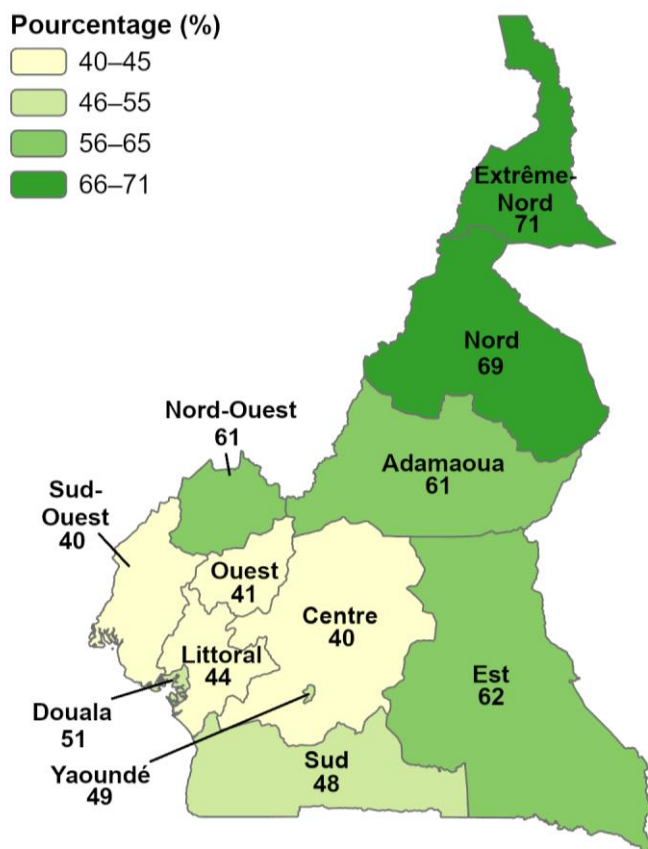 Pourcentage (%)
40–45
46–55
56–65
66–71
Extrême-
Nord
71
Nord
69
Nord-Ouest
61
Adamaoua
61
Sud-
Ouest
40
Ouest
41
Centre
40
Littoral
44
Est
62
Douala
51
Yaoundé
49
Sud
48